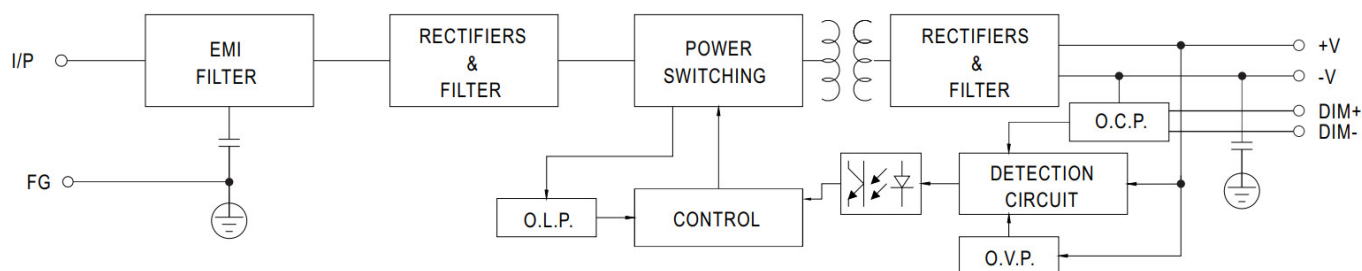 I/P
EMI
FILTER
RECTIFIERS
&
FILTER
POWER
SWITCHING
RECTIFIERS
&
FILTER
+V
-V
DIM+
DIM-
O.C.P.
FG
DETECTION
CIRCUIT
O.L.P.
CONTROL
O.V.P.